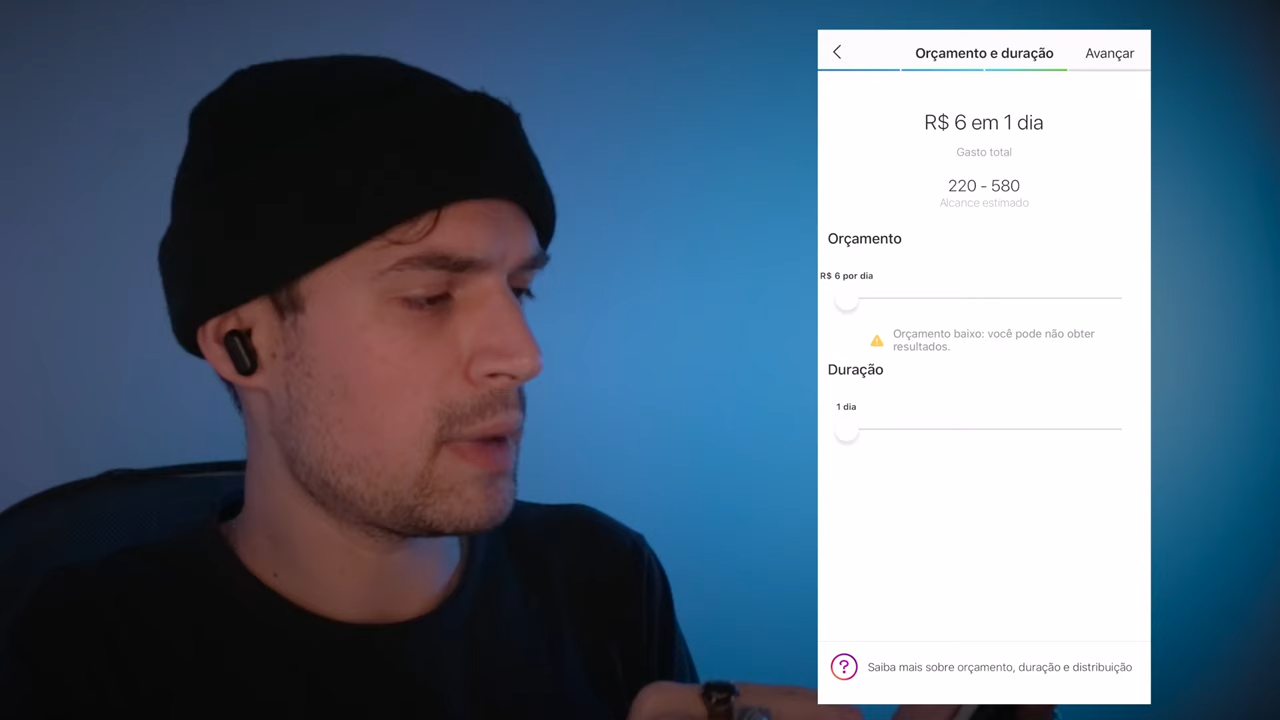 Orçamento e duração
Avançar
R$ 6 em 1 dia
Gasto total
220 - 580
Alcance estimado
Orçamento
R$ 6 por dia
Orçamento baixo: você pode não obter
resultados.
Duração
1 dia
Saiba mais sobre orçamento, duração e distribuição